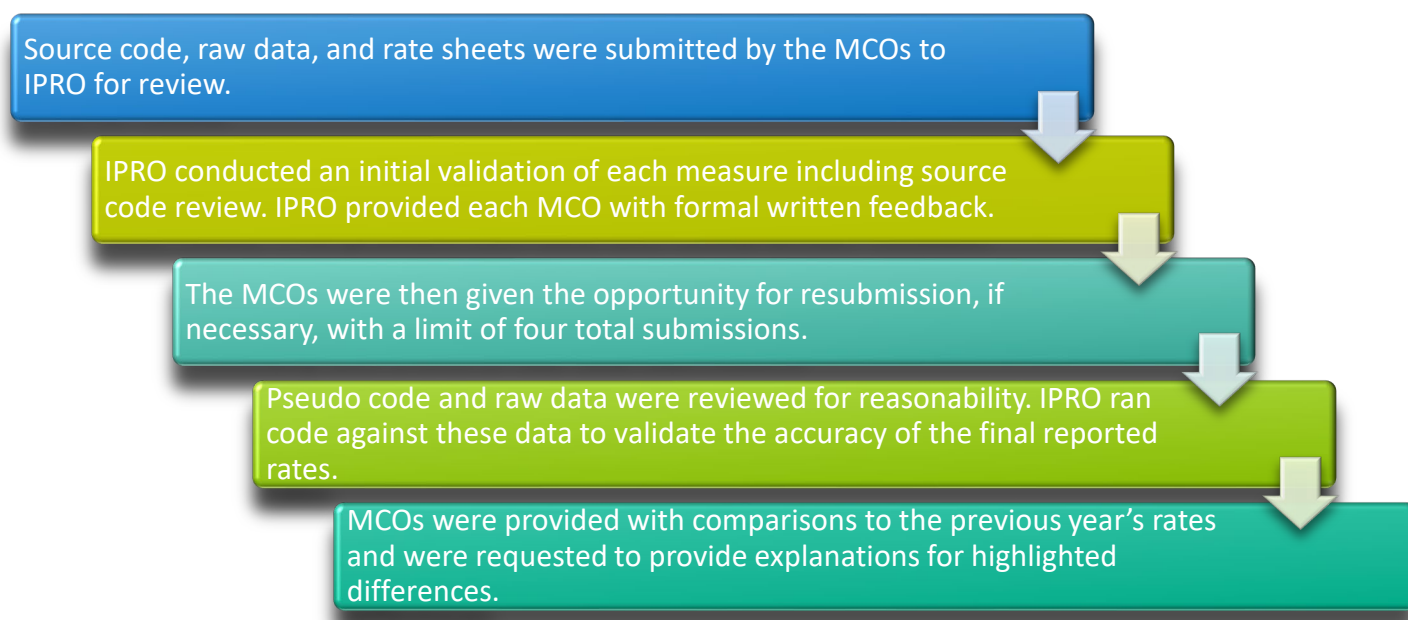 Source code, raw data, and rate sheets were submitted by the MCOs to
IPRO for review.
IPRO conducted an initial validation of each measure including source
code review. IPRO provided each MCO with formal written feedback.
The MCOs were then given the opportunity for resubmission, if
necessary, with a limit of four total submissions.
Pseudo code and raw data were reviewed for reasonability. IPRO ran
code against these data to validate the accuracy of the final reported
rates.
MCOs were provided with comparisons to the previous year’s rates
and were requested to provide explanations for highlighted
differences.